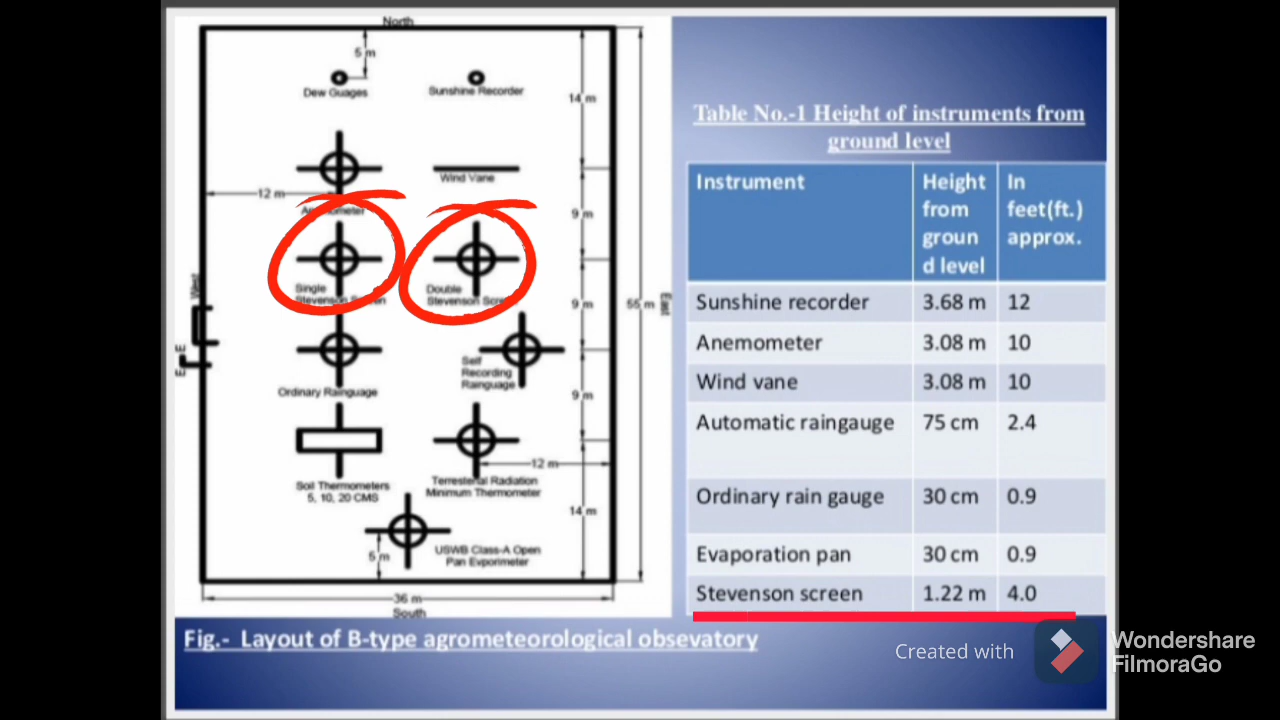 North
5 m
Dew Guages
Sunshine Recorder
14 m
Wind Vane
12 m
9 m
West
Single
Double
9 m
55 m
East
Self
Recording
Rainguage
Ordinary Rainguage
9 m
12 m
Soil Thermometers
5, 10, 20 CMS
Terresterial Radiation
Minimum Thermometer
14 m
5 m
USWB Class-A Open
Pan Evporimeter
36 m
South
Fig.- Layout of B-type agrometeorological obsevatory
Table No.-1 Height of instruments from
ground level
Instrument
Height
from
groun
d level
In
feet(ft.)
approx.
Sunshine recorder 3.68 m 12
Anemometer 3.08 m 10
Wind vane 3.08 m 10
Automatic raingauge 75 cm 2.4
Ordinary rain gauge 30 cm 0.9
Evaporation pan 30 cm 0.9
Stevenson screen 1.22 m 4.0
Created with
Wondershare
FilmoraGo